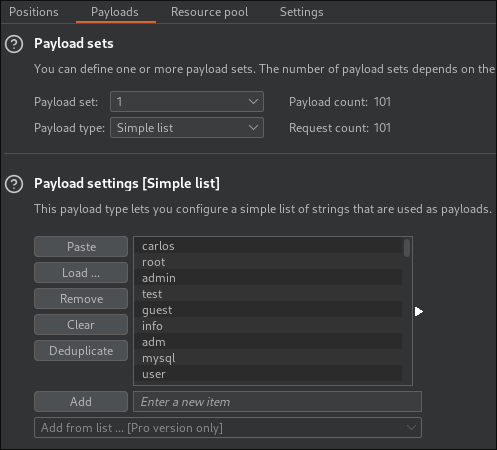 Positions Payloads Resource pool Settings
Payload sets
You can define one or more payload sets. The number of payload sets depends on the
Payload set: 1 Payload count: 101
Payload type: Simple list Request count: 101
Payload settings [Simple list]
This payload type lets you configure a simple list of strings that are used as payloads.
Paste
Load ...
Remove
Clear
Deduplicate
carlos
root
admin
test
guest
info
adm
mysql
user
Add Enter a new item
Add from list ... [Pro version only]